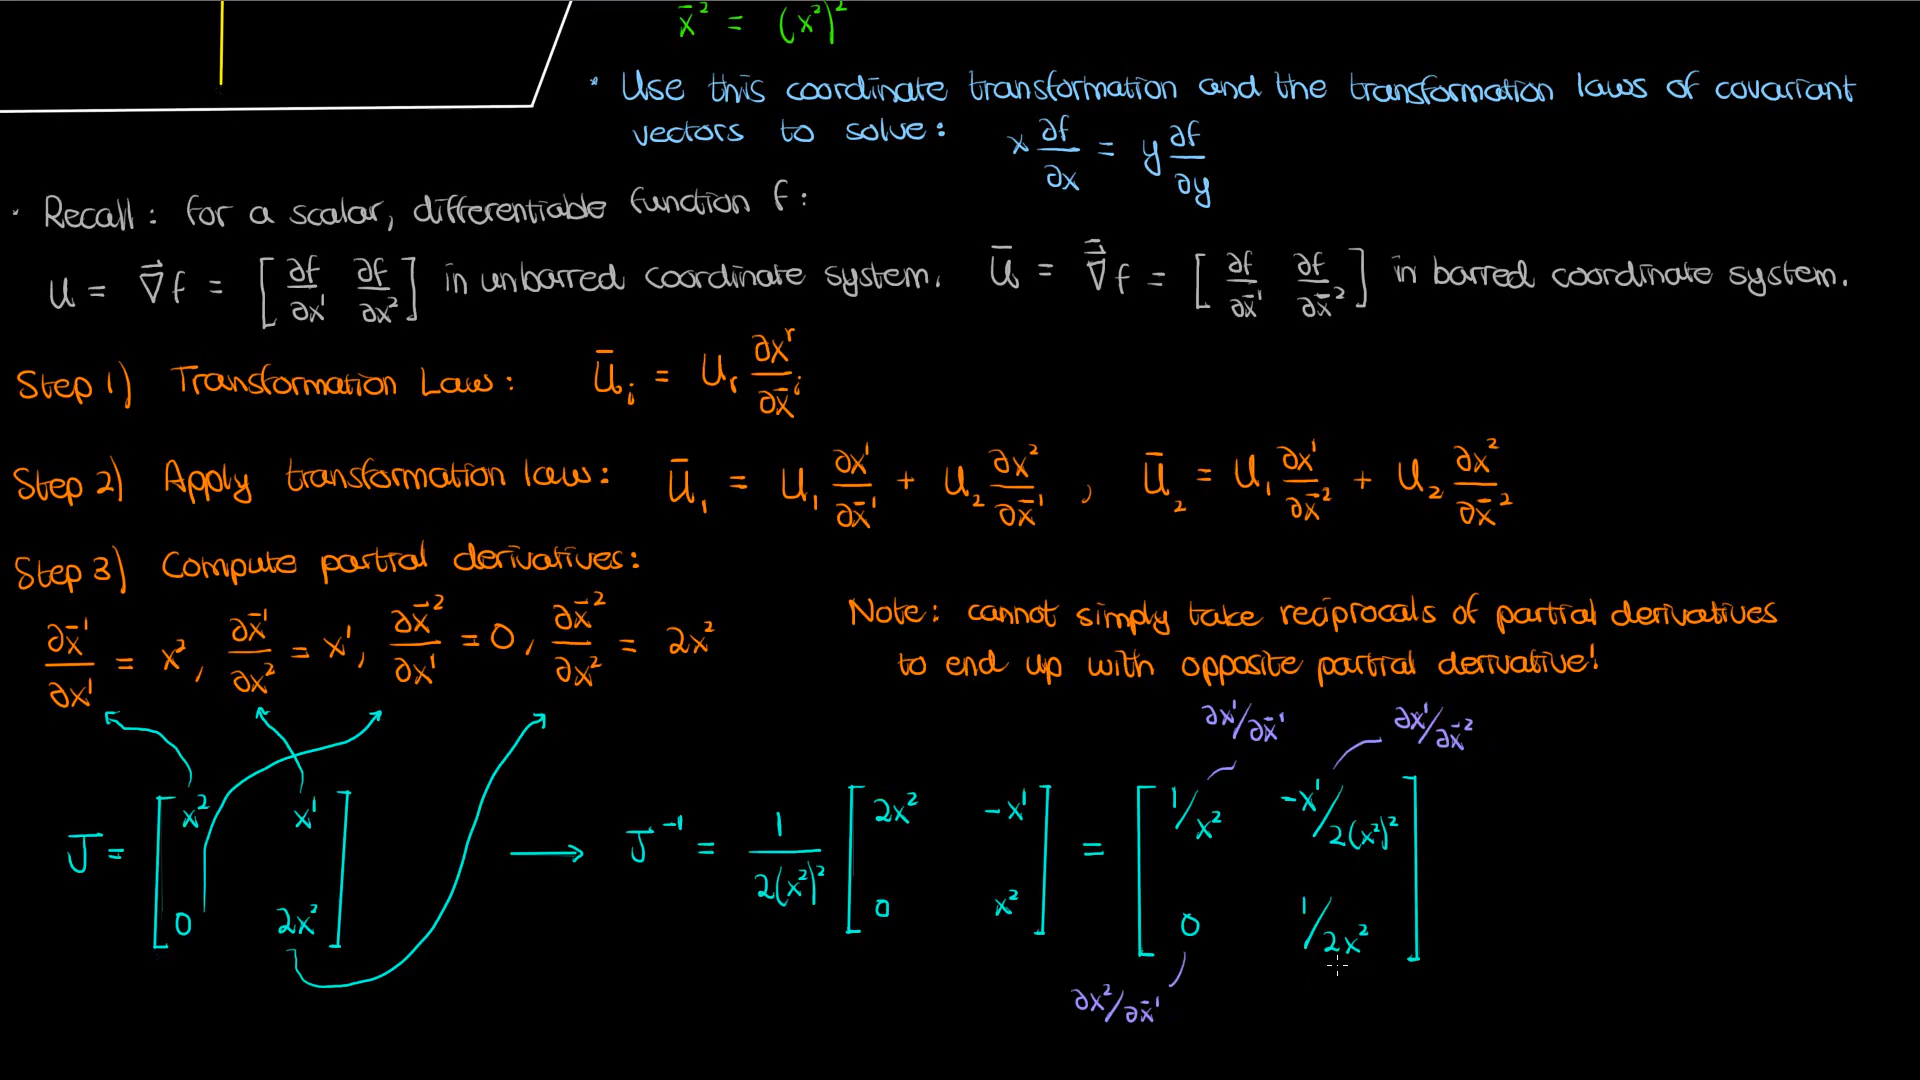 x̄² = (x²)²
• Use this coordinate transformation and the transformation laws of covariant
vectors to solve: x ∂f/∂x = y ∂f/∂y
• Recall: for a scalar, differentiable function f:
u = ∇⃗f = [∂f/∂x¹ ∂f/∂x²] in unbarred coordinate system. ū = ∇̄⃗f = [∂f/∂x̄¹ ∂f/∂x̄²] in barred coordinate system.
Step 1) Transformation Law: ūᵢ = uᵣ ∂xʳ/∂x̄ⁱ
Step 2) Apply transformation law: ū₁ = u₁ ∂x¹/∂x̄¹ + u₂ ∂x²/∂x̄¹ , ū₂ = u₁ ∂x¹/∂x̄² + u₂ ∂x²/∂x̄²
Step 3) Compute partial derivatives:
∂x̄¹/∂x¹ = x², ∂x̄¹/∂x² = x¹, ∂x̄²/∂x¹ = 0, ∂x̄²/∂x² = 2x²
Note: cannot simply take reciprocals of partial derivatives
to end up with opposite partial derivative!
∂x¹/∂x̄¹ ∂x¹/∂x̄²
J = [x² x¹ 0 2x²] → J⁻¹ = 1/2(x²)² [2x² -x¹ 0 x²] = [1/x² -x¹/2(x²)² 0 1/2x²]
∂x²/∂x̄¹